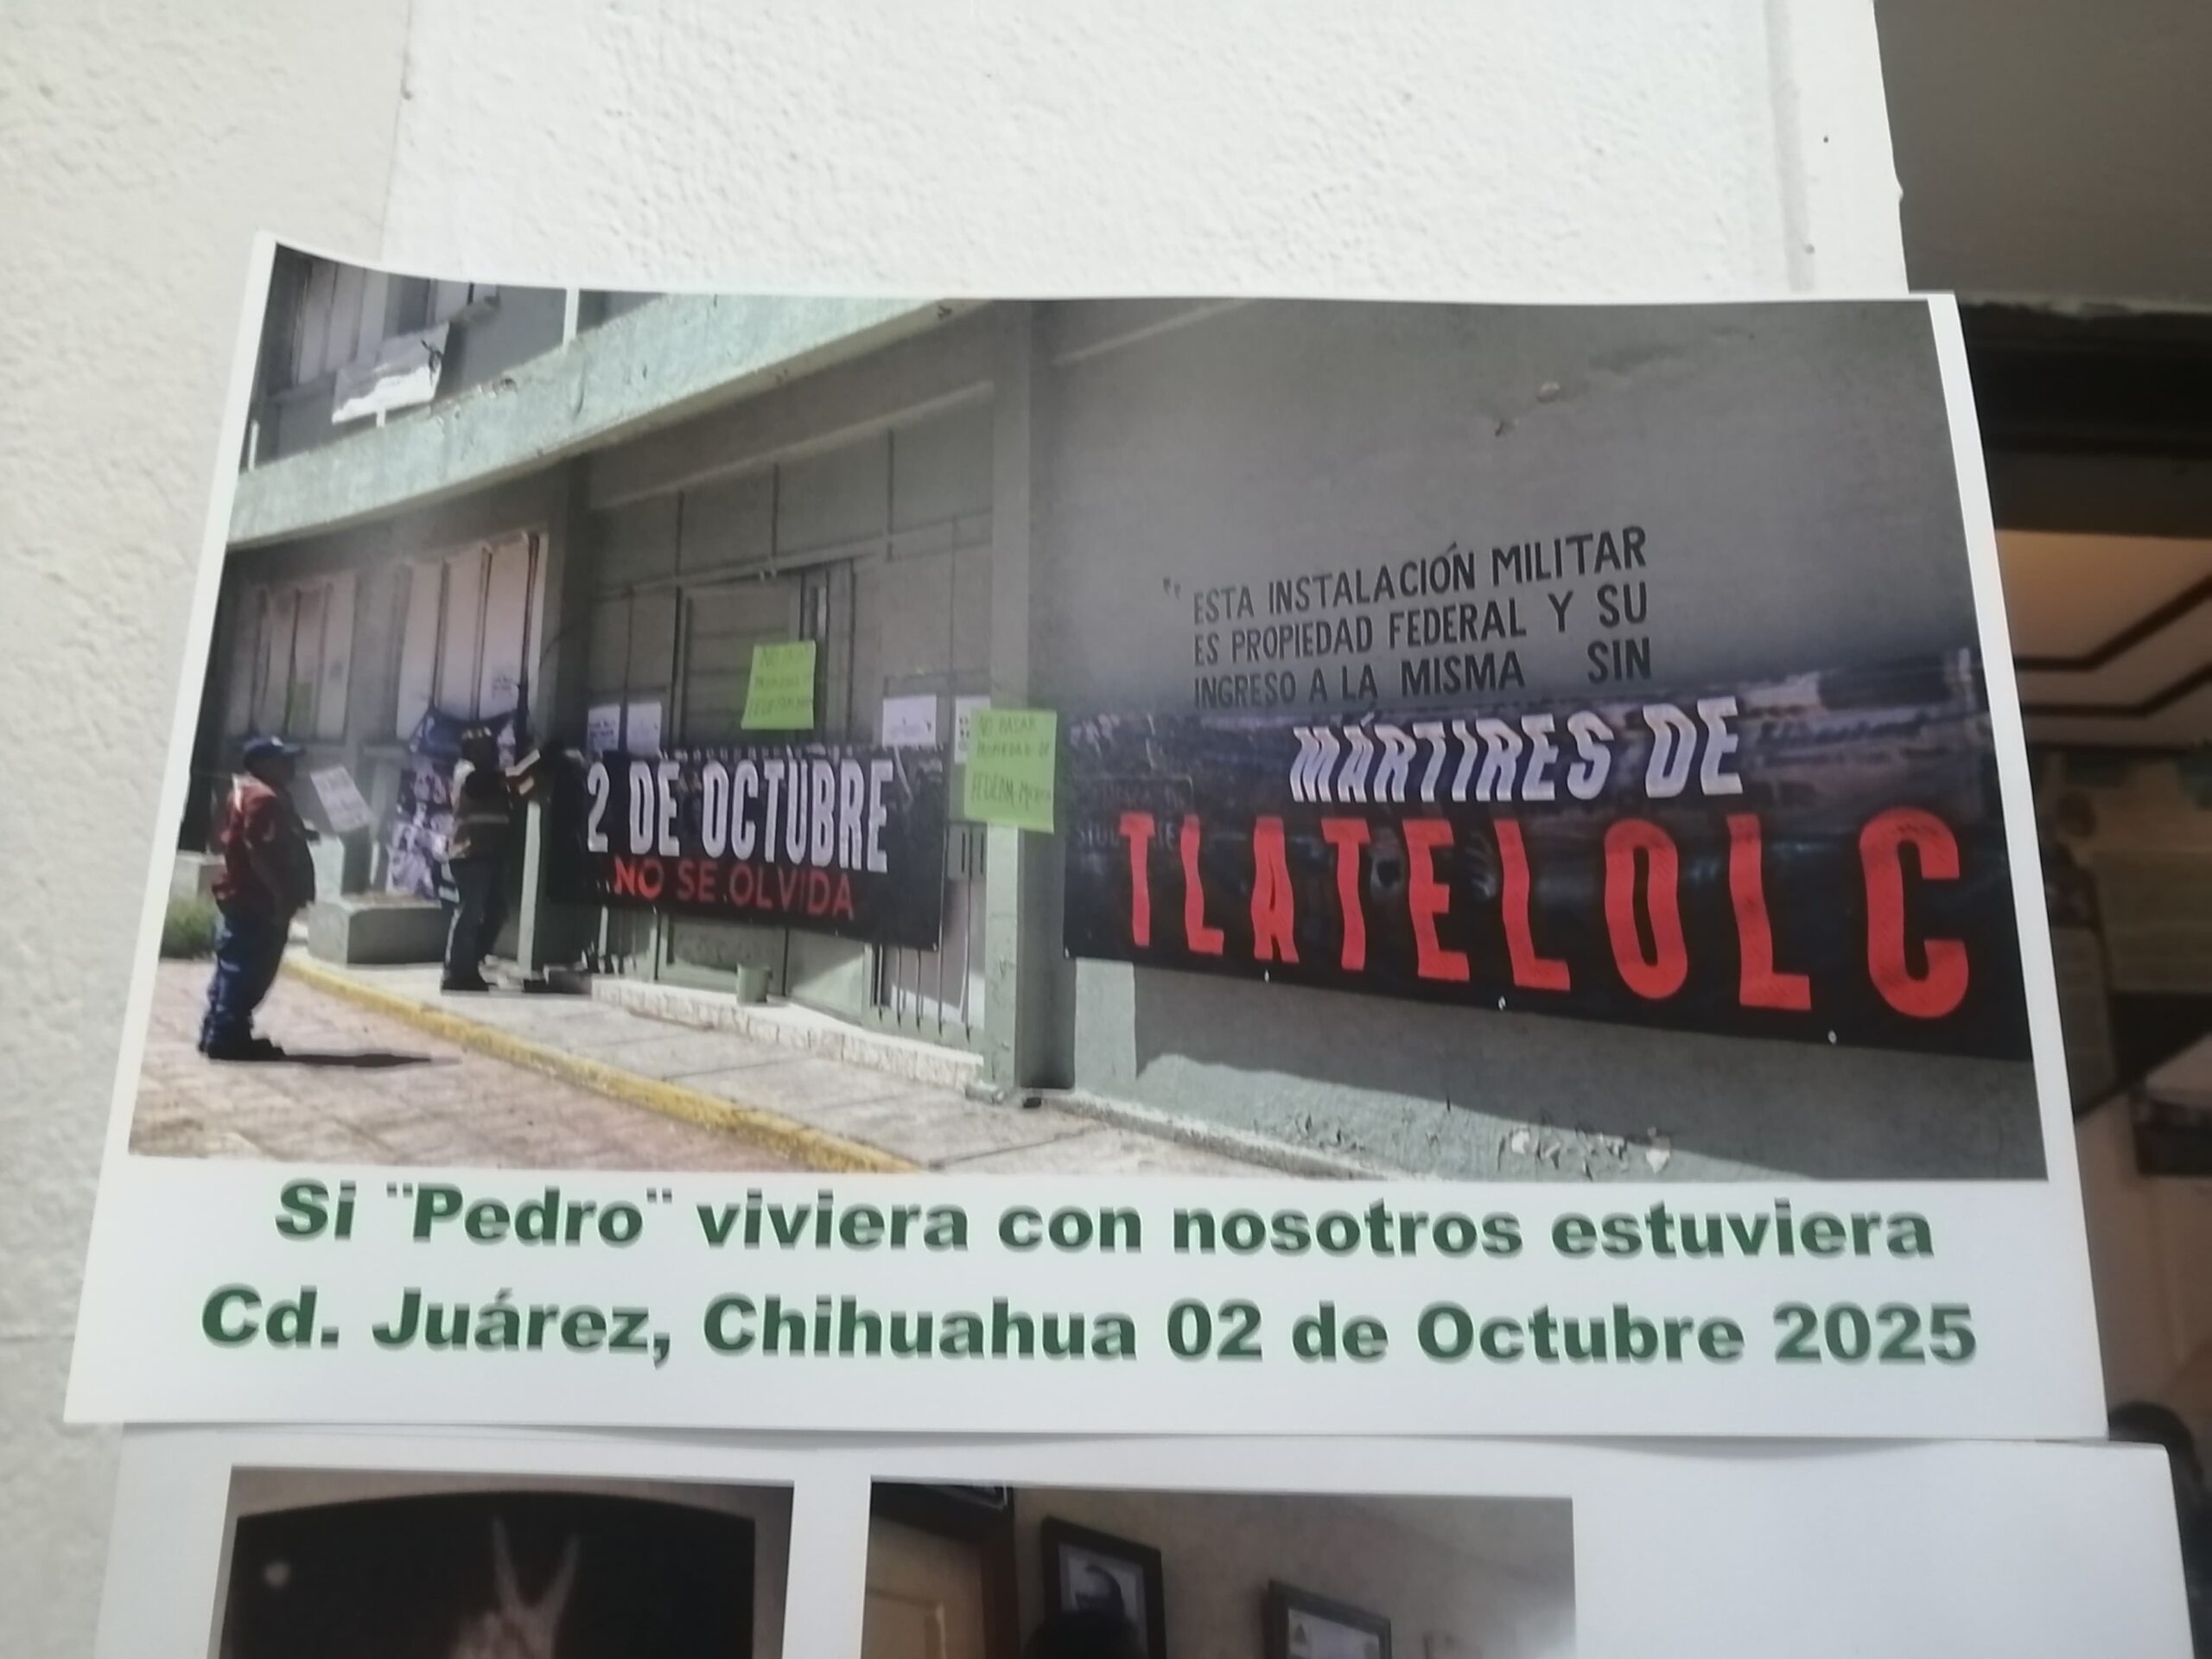 " ESTA INSTALACIÓN MILITAR
ES PROPIEDAD FEDERAL Y SU
INGRESO A LA MISMA SIN
MÁRTIRES DE
TLATELOLC
2 DE OCTUBRE
NO SE OLVIDA
Si ¨Pedro¨ viviera con nosotros estuviera
Cd. Juárez, Chihuahua 02 de Octubre 2025